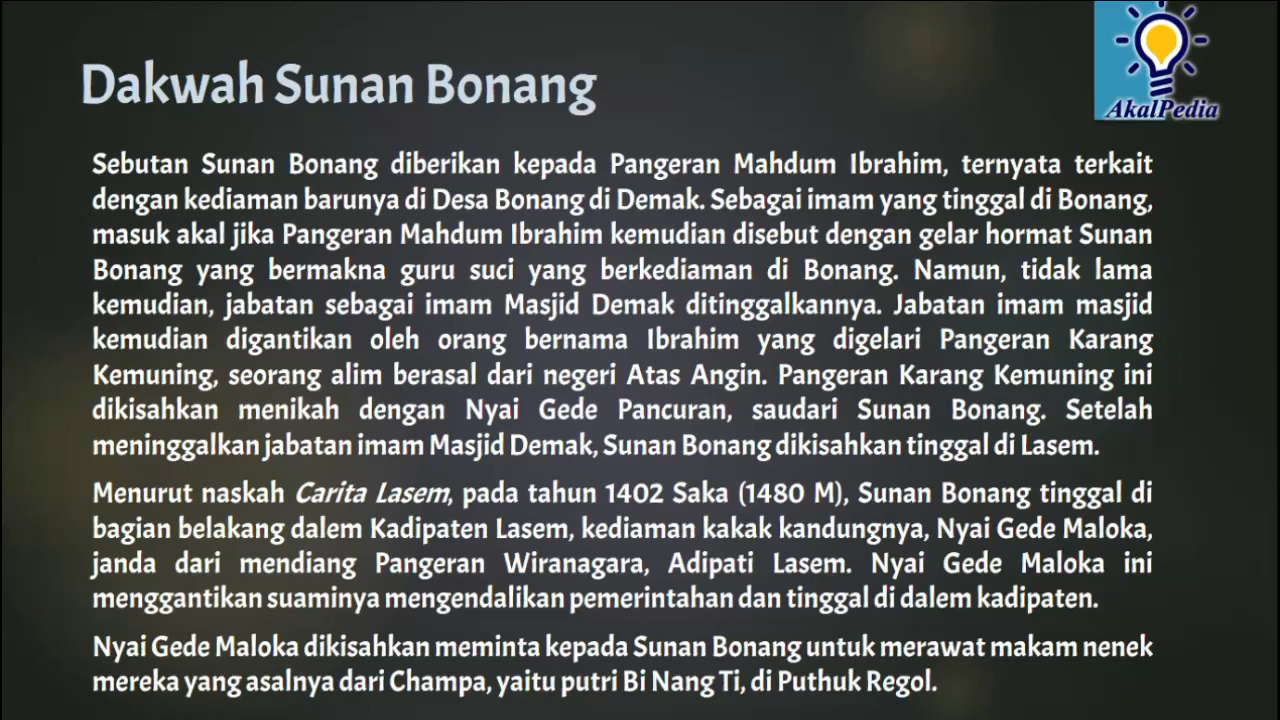 Dakwah Sunan Bonang
AkalPedia
Sebutan Sunan Bonang diberikan kepada Pangeran Mahdum Ibrahim, ternyata terkait
dengan kediaman barunya di Desa Bonang di Demak. Sebagai imam yang tinggal di Bonang,
masuk akal jika Pangeran Mahdum Ibrahim kemudian disebut dengan gelar hormat Sunan
Bonang yang bermakna guru suci yang berkediaman di Bonang. Namun, tidak lama
kemudian, jabatan sebagai imam Masjid Demak ditinggalkannya. Jabatan imam masjid
kemudian digantikan oleh orang bernama Ibrahim yang digelari Pangeran Karang
Kemuning, seorang alim berasal dari negeri Atas Angin. Pangeran Karang Kemuning ini
dikisahkan menikah dengan Nyai Gede Pancuran, saudari Sunan Bonang. Setelah
meninggalkan jabatan imam Masjid Demak, Sunan Bonang dikisahkan tinggal di Lasem.
Menurut naskah Carita Lasem, pada tahun 1402 Saka (1480 M), Sunan Bonang tinggal di
bagian belakang dalem Kadipaten Lasem, kediaman kakak kandungnya, Nyai Gede Maloka,
janda dari mendiang Pangeran Wiranagara, Adipati Lasem. Nyai Gede Maloka ini
menggantikan suaminya mengendalikan pemerintahan dan tinggal di dalem kadipaten.
Nyai Gede Maloka dikisahkan meminta kepada Sunan Bonang untuk merawat makam nenek
mereka yang asalnya dari Champa, yaitu putri Bi Nang Ti, di Puthuk Regol.